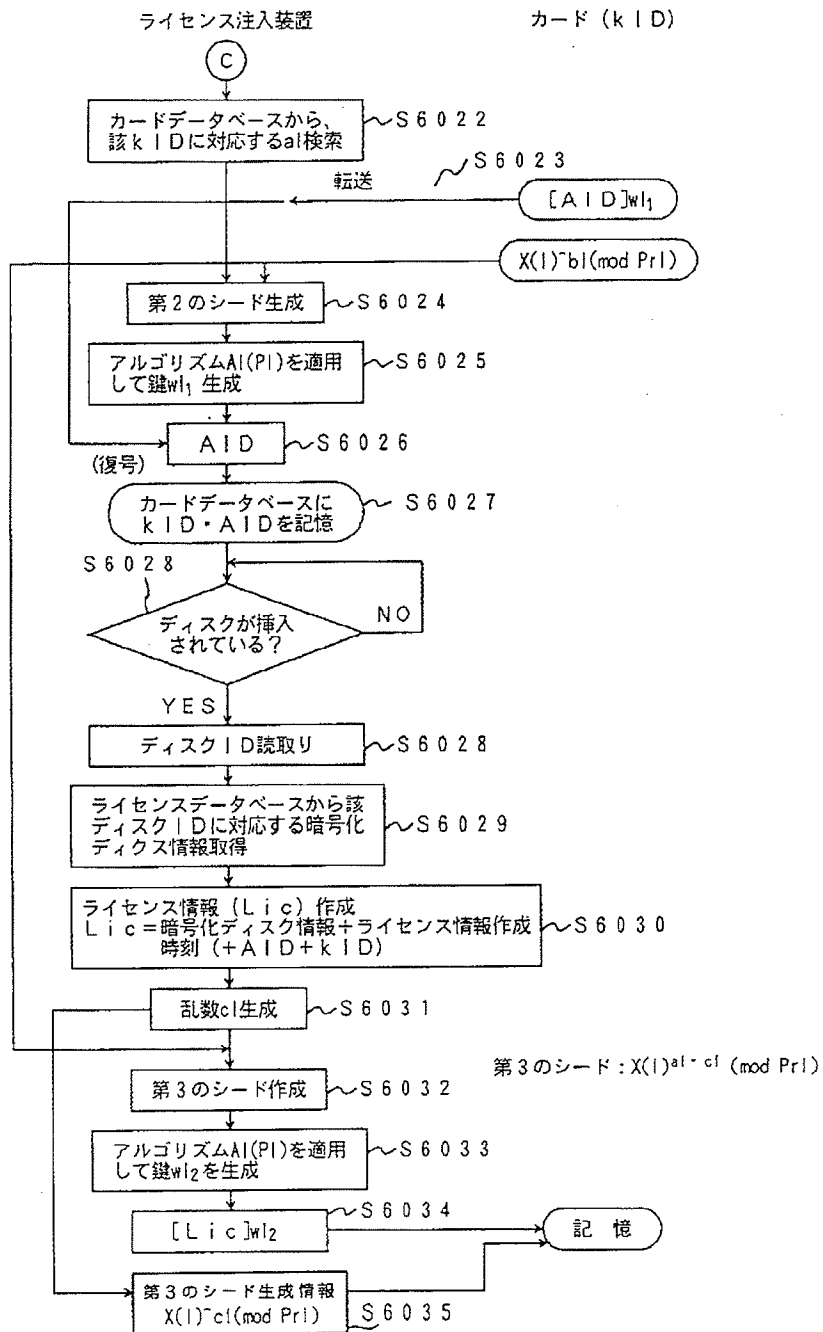 ライセンス注入装置
カード(kID)
C
カードデータベースから、
該kIDに対応するal検索
S6022
S6023
転送
[AID]wl₁
X(l)~bl(mod Prl)
第2のシード生成
S6024
アルゴリズムAl(Pl)を適用
して鍵wl₁ 生成
S6025
AID
S6026
(復号)
カードデータベースに
kID・AIDを記憶
S6027
S6028
ディスクが挿入
されている?
NO
YES
ディスクID読取り
S6028
ライセンスデータベースから該
ディスクIDに対応する暗号化
ディクス情報取得
S6029
ライセンス情報(Lic)作成
Lic=暗号化ディスク情報+ライセンス情報作成
時刻(+AID+kID)
S6030
乱数cl生成
S6031
第3のシード:X(l)^al・cl (mod Prl)
第3のシード作成
S6032
アルゴリズムAl(Pl)を適用
して鍵wl₂を生成
S6033
S6034
[Lic]wl₂
記憶
第3のシード生成情報
X(l)~cl(mod Prl)
S6035